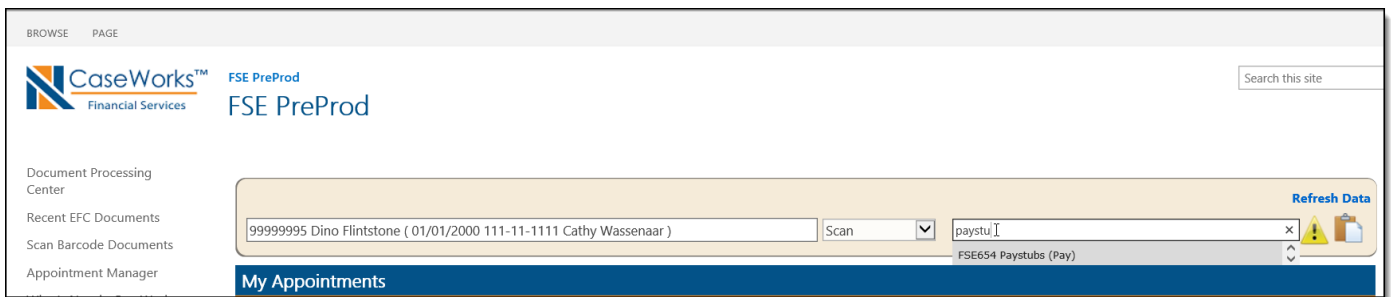 BROWSE PAGE
CaseWorks™
Financial Services
FSE PreProd
FSE PreProd
Search this site
Document Processing
Center
Recent EFC Documents
Scan Barcode Documents
Appointment Manager
Refresh Data
99999995 Dino Flintstone ( 01/01/2000 111-11-1111 Cathy Wassenaar )
Scan
paystu
FSE654 Paystubs (Pay)
My Appointments